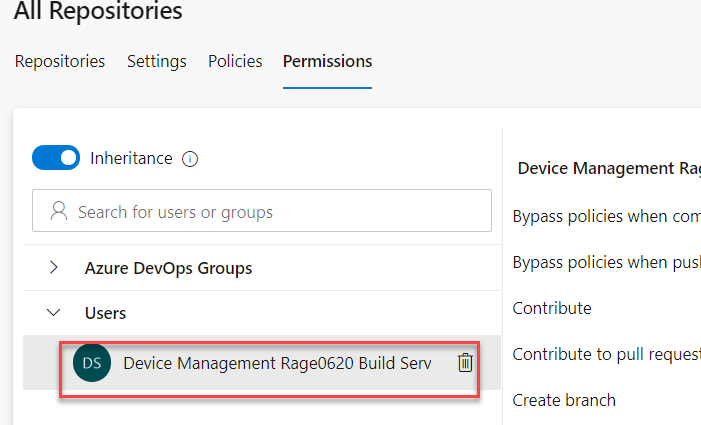 All Repositories
Repositories Settings Policies Permissions
Inheritance
Search for users or groups
Azure DevOps Groups
Users
DS Device Management Rage0620 Build Serv
Device Management Rag
Bypass policies when com
Bypass policies when pus
Contribute
Contribute to pull request
Create branch